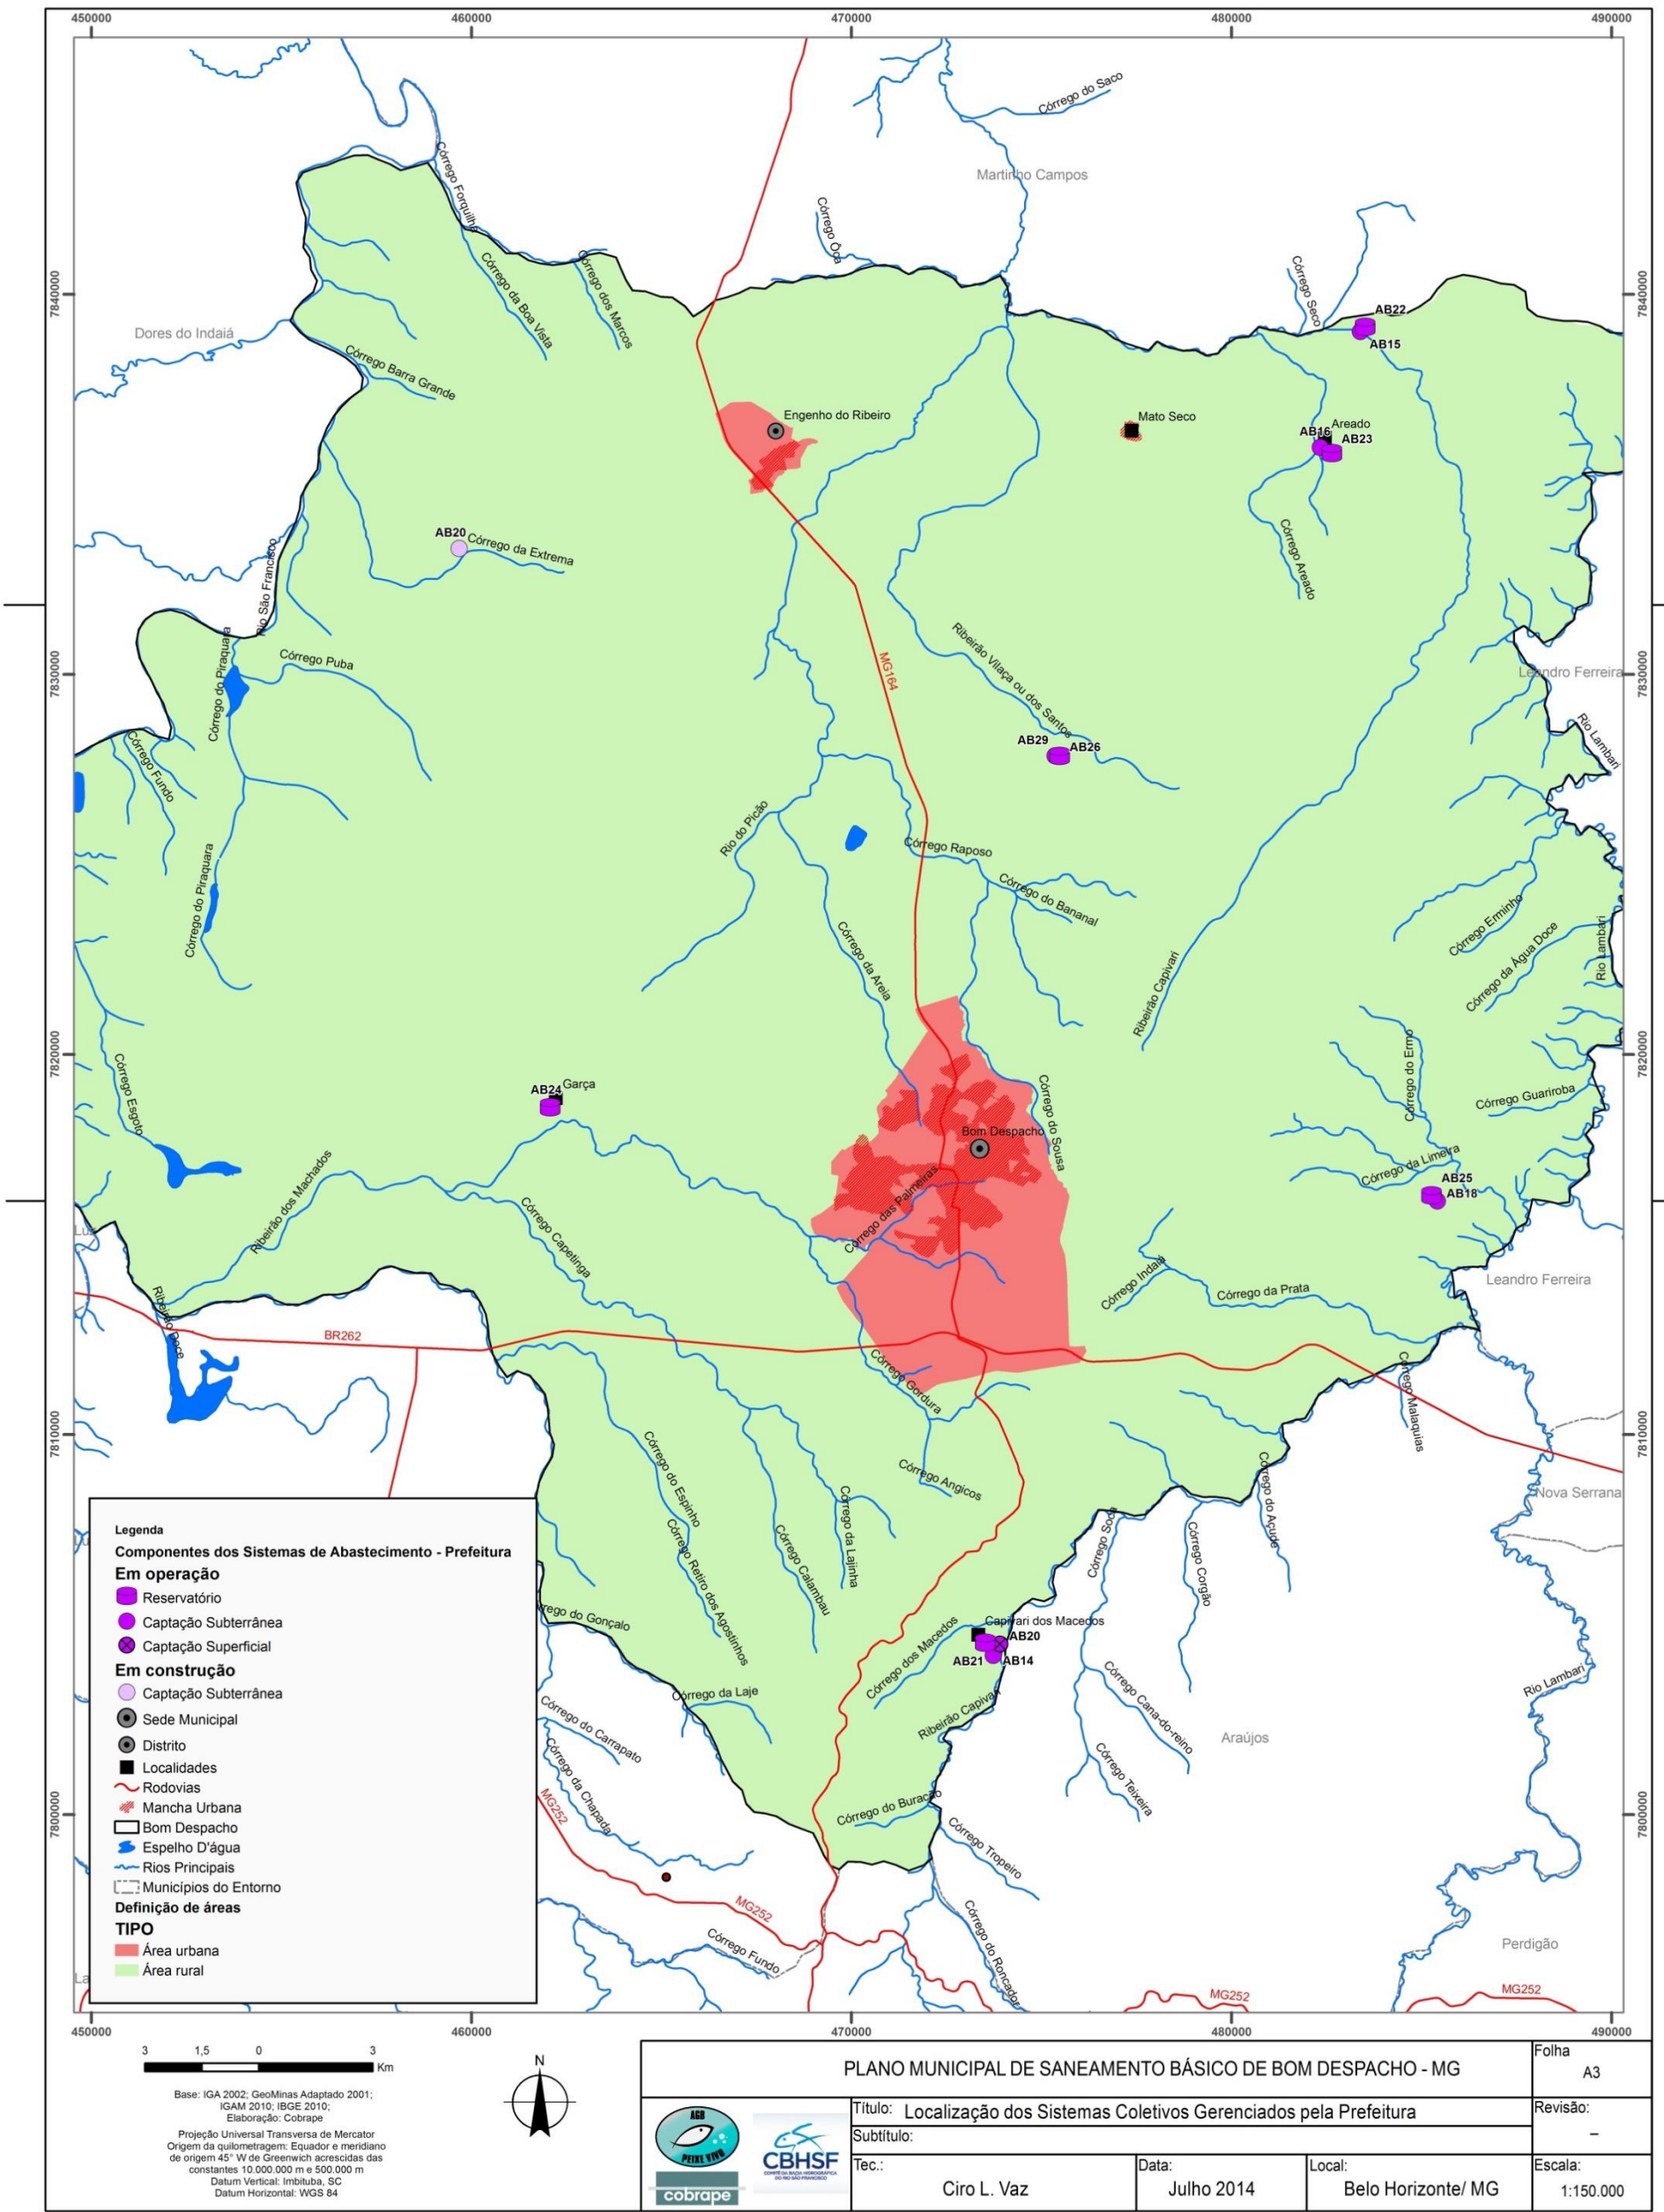 450000
460000
470000
480000
490000
Córrego do Saco
Martinho Campos
Córrego Forquilha
Córrego Oca
Córrego da Boa Vista
Córrego dos Marcos
Córrego Seco
7840000
7840000
Dores do Indaiá
AB22
AB15
Córrego Barra Grande
Engenho do Ribeiro
Mato Seco
Areado
AB16
AB23
AB20
Córrego da Extrema
Córrego Areado
Rio São Francisco
Ribeirão Vilaça ou dos Santos
MG164
Córrego do Piraquara
Córrego Puba
7830000
7830000
Leandro Ferreira
Rio Lambari
AB29
AB26
Córrego Fundo
Rio do Picão
Córrego Raposo
Córrego do Bananal
Córrego do Piraquara
Córrego Erminho
Córrego da Água Doce
Rio Lambari
Córrego da Areia
Ribeirão Capivari
7820000
7820000
Córrego Esgoto
AB24
Garça
Córrego do Ermo
Córrego Guariroba
Córrego do Sousa
Bom Despacho
Córrego da Limeira
AB25
AB18
Ribeirão dos Machados
Córrego das Palmeiras
Córrego Capetinga
Córrego Indaiá
Córrego da Prata
Leandro Ferreira
Ribeirão Doce
BR262
Córrego Gordura
Córrego Malaquias
7810000
7810000
Córrego do Espinho
Córrego Angicos
Córrego do Açude
Nova Serrana
Córrego da Lajinha
Córrego Calambau
Córrego Retiro dos Agostinhos
Córrego Soca
Córrego Corgão
rego do Gonçalo
Capivari dos Macedos
AB20
AB21
AB14
Córrego dos Macedos
Ribeirão Capivari
Córrego da Laje
Córrego do Carrapato
Córrego Cana-do-reino
Rio Lambari
Araújos
Córrego da Chapada
Córrego Teixeira
MG252
7800000
7800000
Córrego do Buração
Córrego Tropeiro
MG252
Córrego Fundo
Córrego do Roncador
Perdigão
MG252
MG252
Legenda
Componentes dos Sistemas de Abastecimento - Prefeitura
Em operação
Reservatório
Captação Subterrânea
Captação Superficial
Em construção
Captação Subterrânea
Sede Municipal
Distrito
Localidades
Rodovias
Mancha Urbana
Bom Despacho
Espelho D'água
Rios Principais
Municípios do Entorno
Definição de áreas
TIPO
Área urbana
Área rural
450000
460000
470000
480000
490000
3 1,5 0 3
Km
Base: IGA 2002; GeoMinas Adaptado 2001;
IGAM 2010; IBGE 2010;
Elaboração: Cobrape
Projeção Universal Transversa de Mercator
Origem da quilometragem: Equador e meridiano
de origem 45° W de Greenwich acrescidas das
constantes 10.000.000 m e 500.000 m
Datum Vertical: Imbituba, SC
Datum Horizontal: WGS 84
N
PLANO MUNICIPAL DE SANEAMENTO BÁSICO DE BOM DESPACHO - MG
Folha
A3
AGB
PEIXE VIVO
cobrape
CBHSF
COMITÊ DA BACIA HIDROGRÁFICA
DO RIO SÃO FRANCISCO
Título: Localização dos Sistemas Coletivos Gerenciados pela Prefeitura
Revisão:
–
Subtítulo:
Tec.:
Ciro L. Vaz
Data:
Julho 2014
Local:
Belo Horizonte/ MG
Escala:
1:150.000